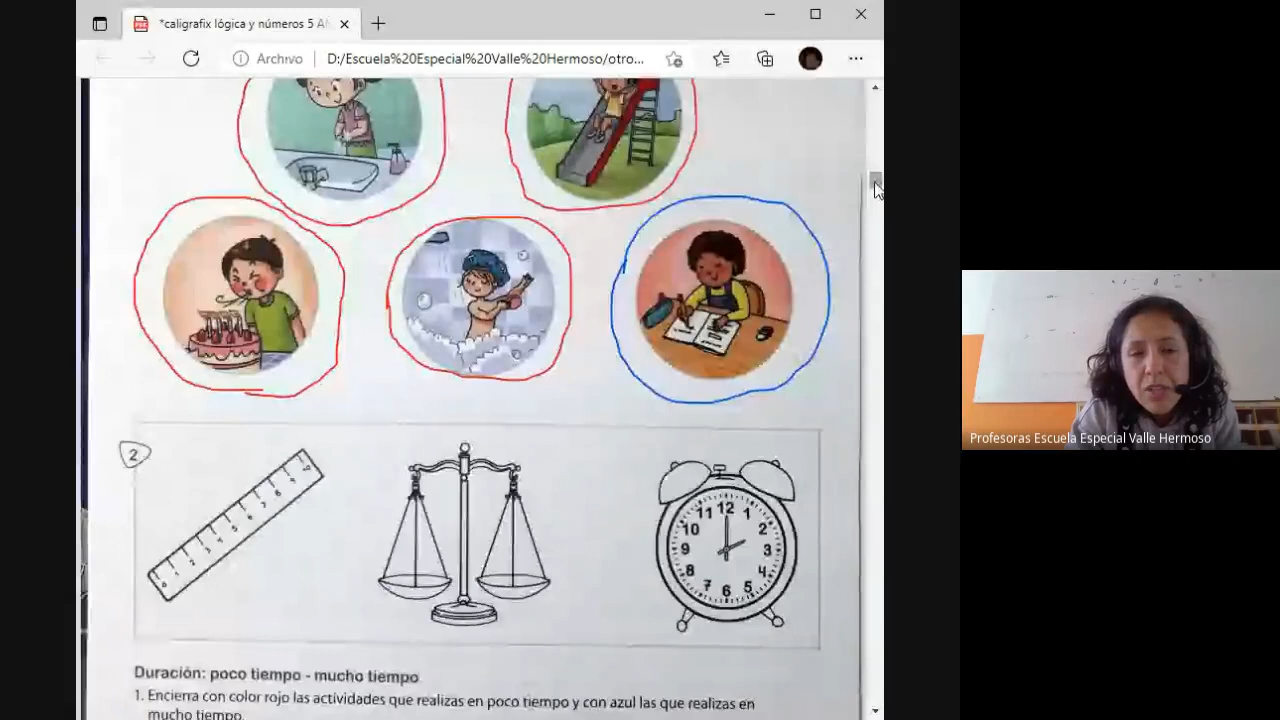 *caligrafix lógica y números 5 AÑ
Archivo
D:/Escuela%20Especial%20Valle%20Hermoso/otro...
2
11 12 1
10 2
9 3
8 4
7 6 5
Duración: poco tiempo - mucho tiempo
1. Encierra con color rojo las actividades que realizas en poco tiempo y con azul las que realizas en
mucho tiempo.
Profesoras Escuela Especial Valle Hermoso